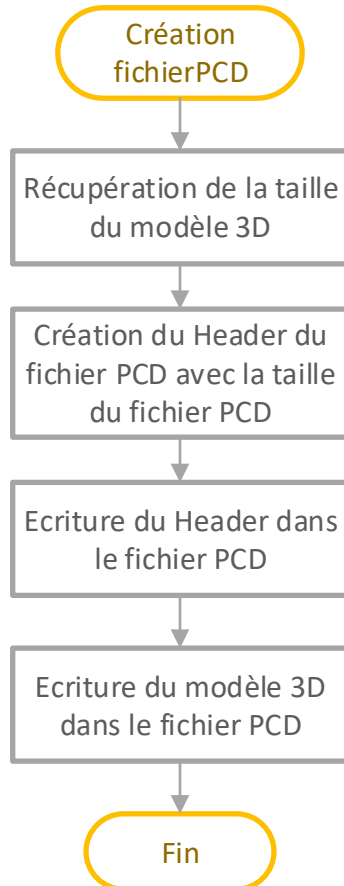 Création
fichierPCD
Récupération de la taille
du modèle 3D
Création du Header du
fichier PCD avec la taille
du fichier PCD
Ecriture du Header dans
le fichier PCD
Ecriture du modèle 3D
dans le fichier PCD
Fin